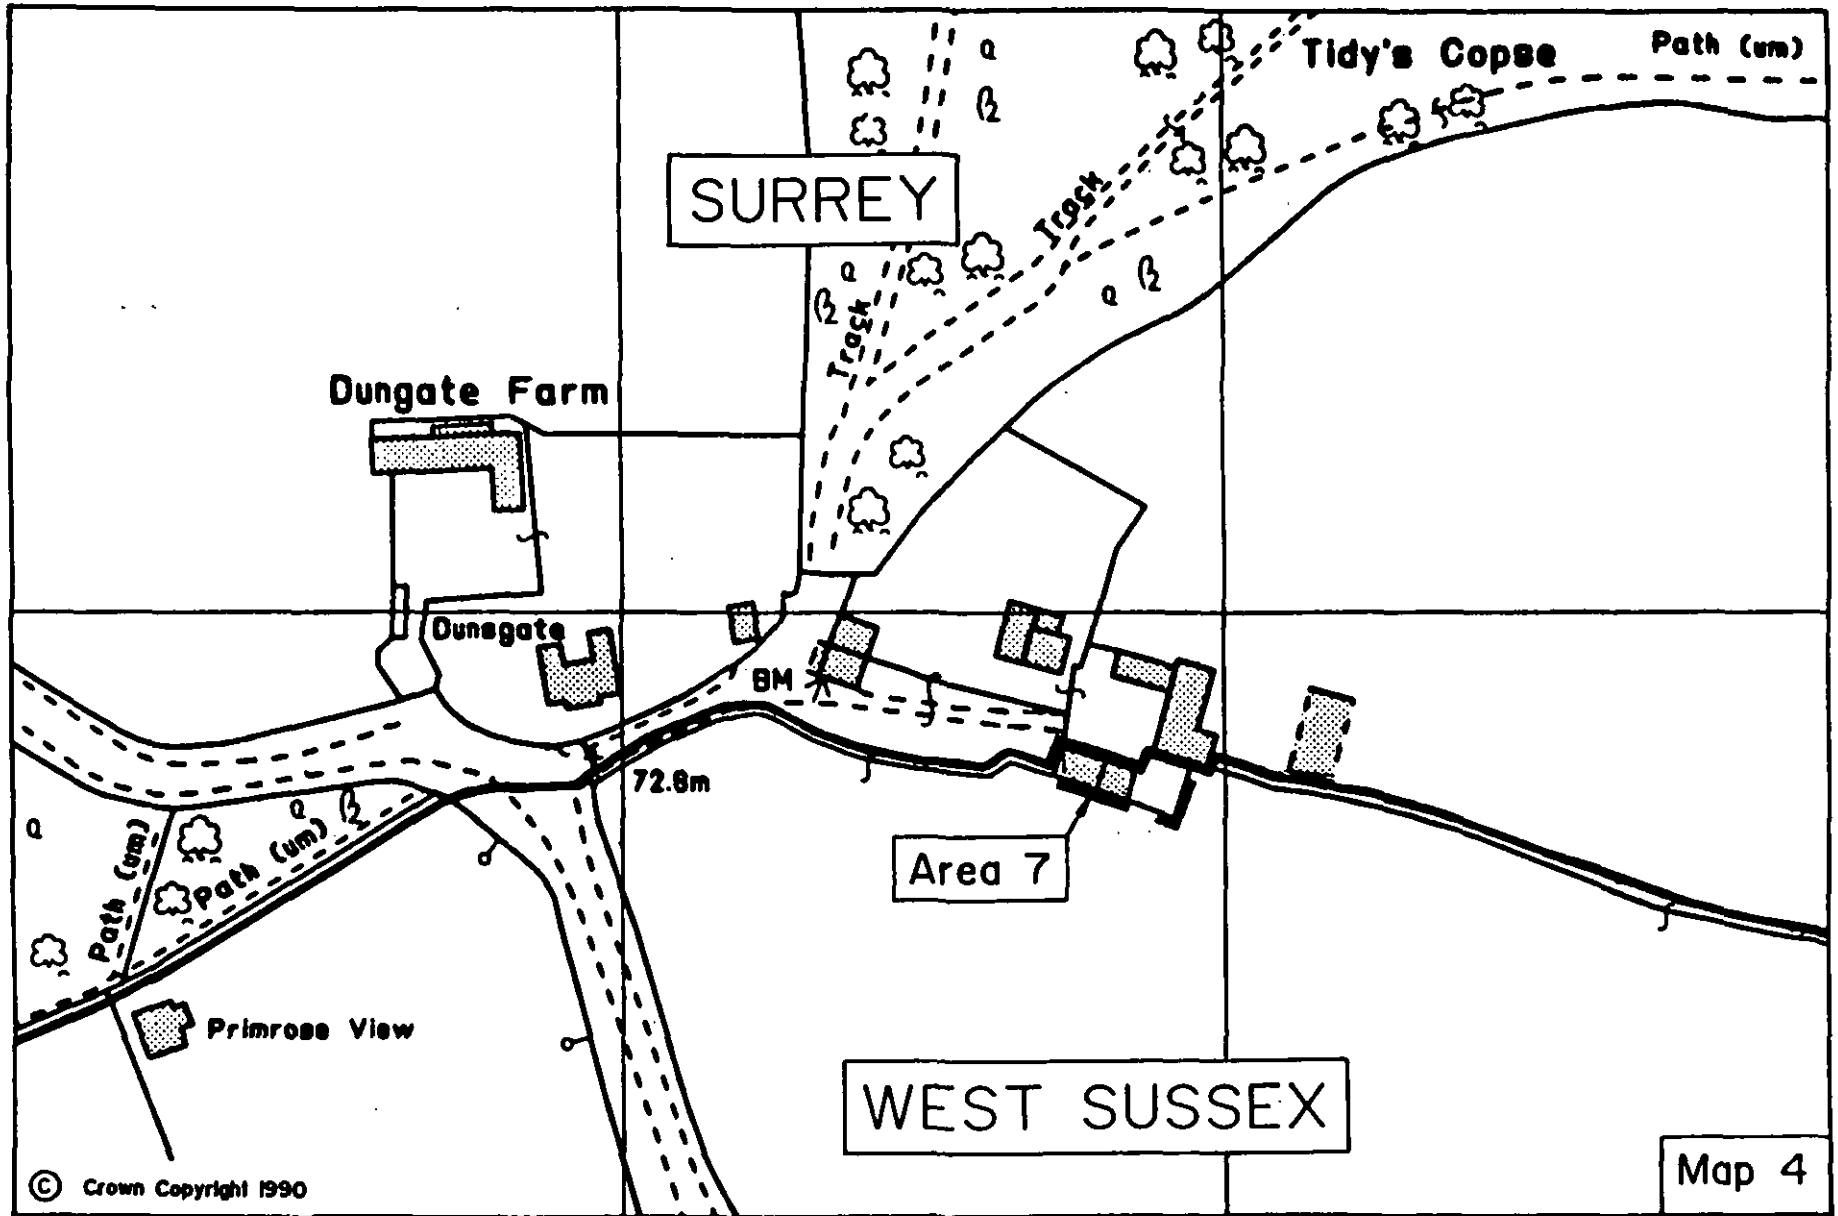 Tidy's Copse
Path (um)
SURREY
Track
Track
Dungate Farm
Dunsgate
BM
72.8m
Area 7
Path (um)
Path (um)
Primrose View
WEST SUSSEX
© Crown Copyright 1990
Map 4